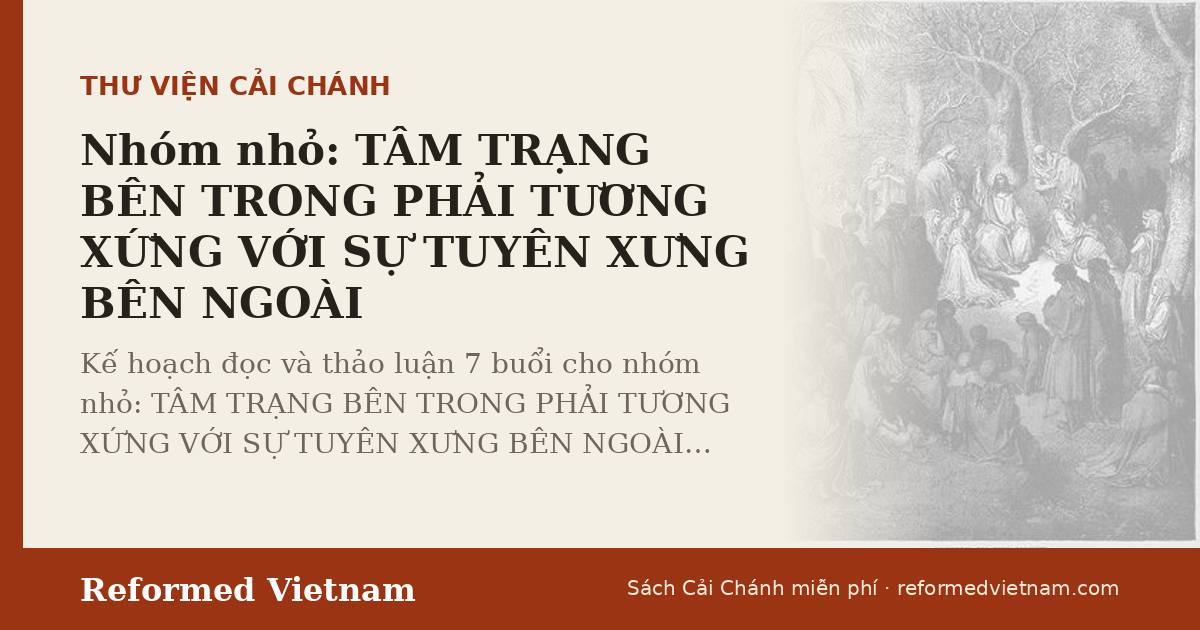 THƯ VIỆN CẢI CHÁNH
Nhóm nhỏ: TÂM TRẠNG
BÊN TRONG PHẢI TƯƠNG
XỨNG VỚI SỰ TUYÊN XƯNG
BÊN NGOÀI
Kế hoạch đọc và thảo luận 7 buổi cho nhóm
nhỏ: TÂM TRẠNG BÊN TRONG PHẢI TƯƠNG
XỨNG VỚI SỰ TUYÊN XƯNG BÊN NGOÀI...
Reformed Vietnam
Sách Cải Chánh miễn phí · reformedvietnam.com